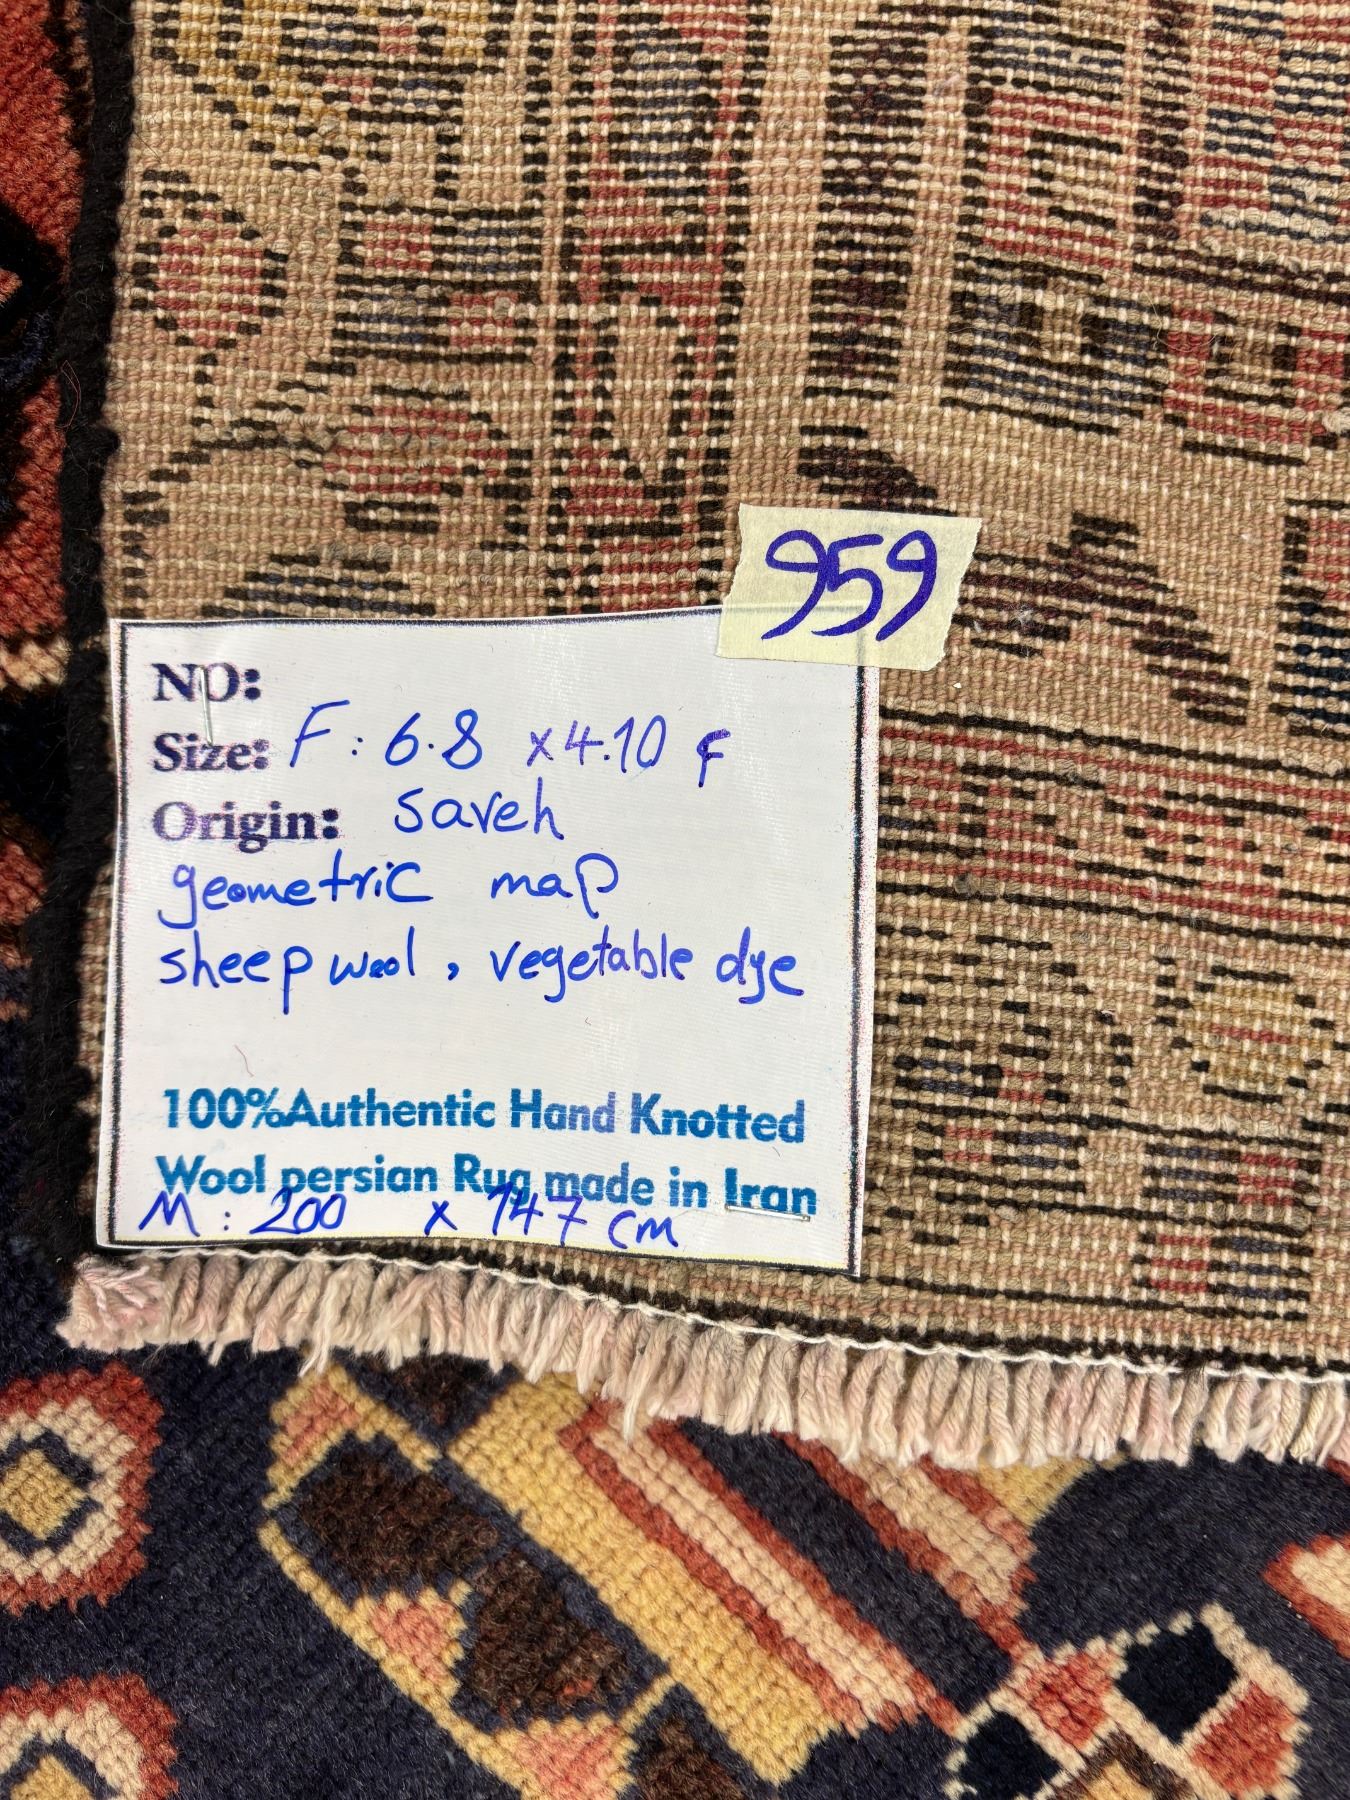 959
NO:
Size: F: 6.8 x 4.10 F
Origin: saveh
geometric map
sheep wool, vegetable dye
100%Authentic Hand Knotted
Wool persian Rug made in Iran
M: 200 x 147 cm